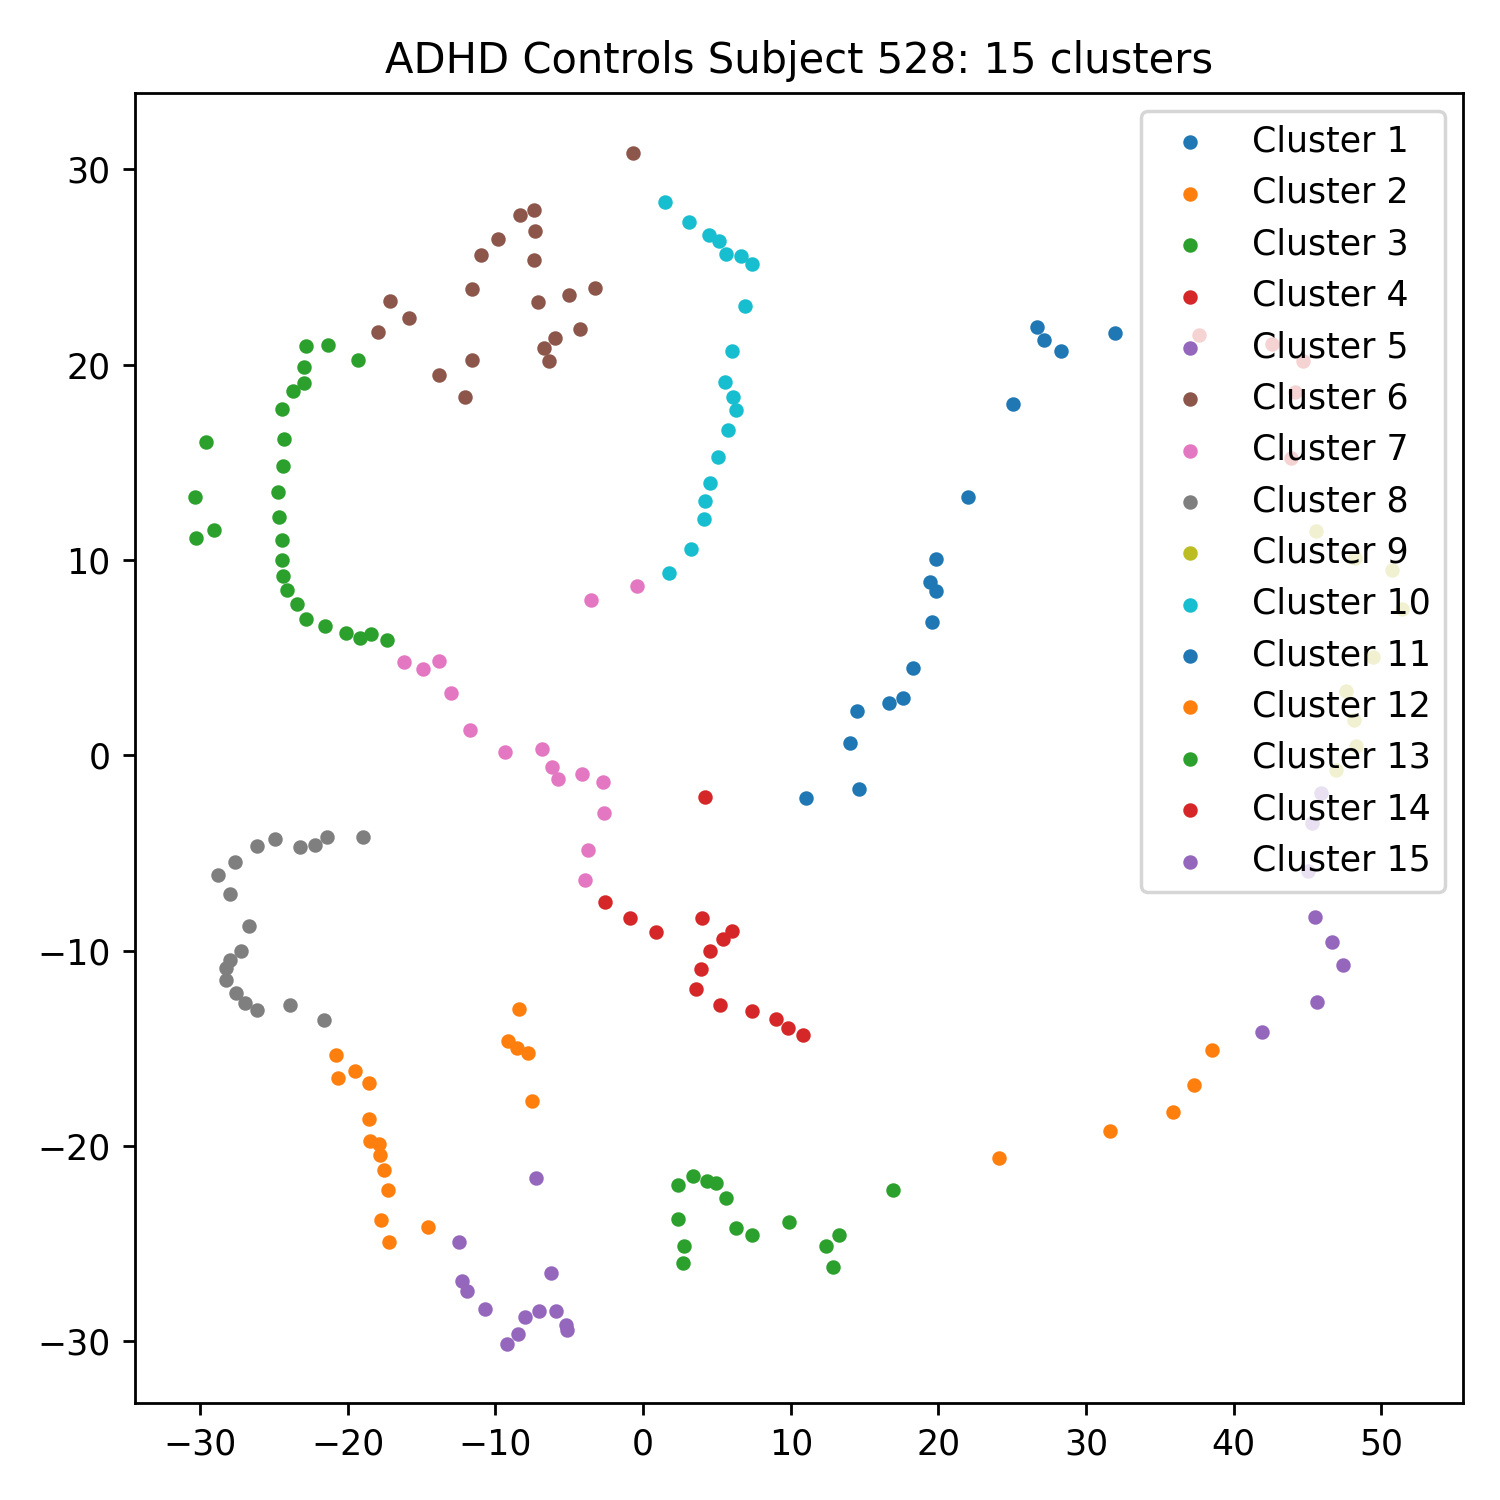 ADHD Controls Subject 528: 15 clusters
30
20
10
0
−10
−20
−30
Cluster 1
Cluster 2
Cluster 3
Cluster 4
Cluster 5
Cluster 6
Cluster 7
Cluster 8
Cluster 9
Cluster 10
Cluster 11
Cluster 12
Cluster 13
Cluster 14
Cluster 15
−30 −20 −10 0 10 20 30 40 50